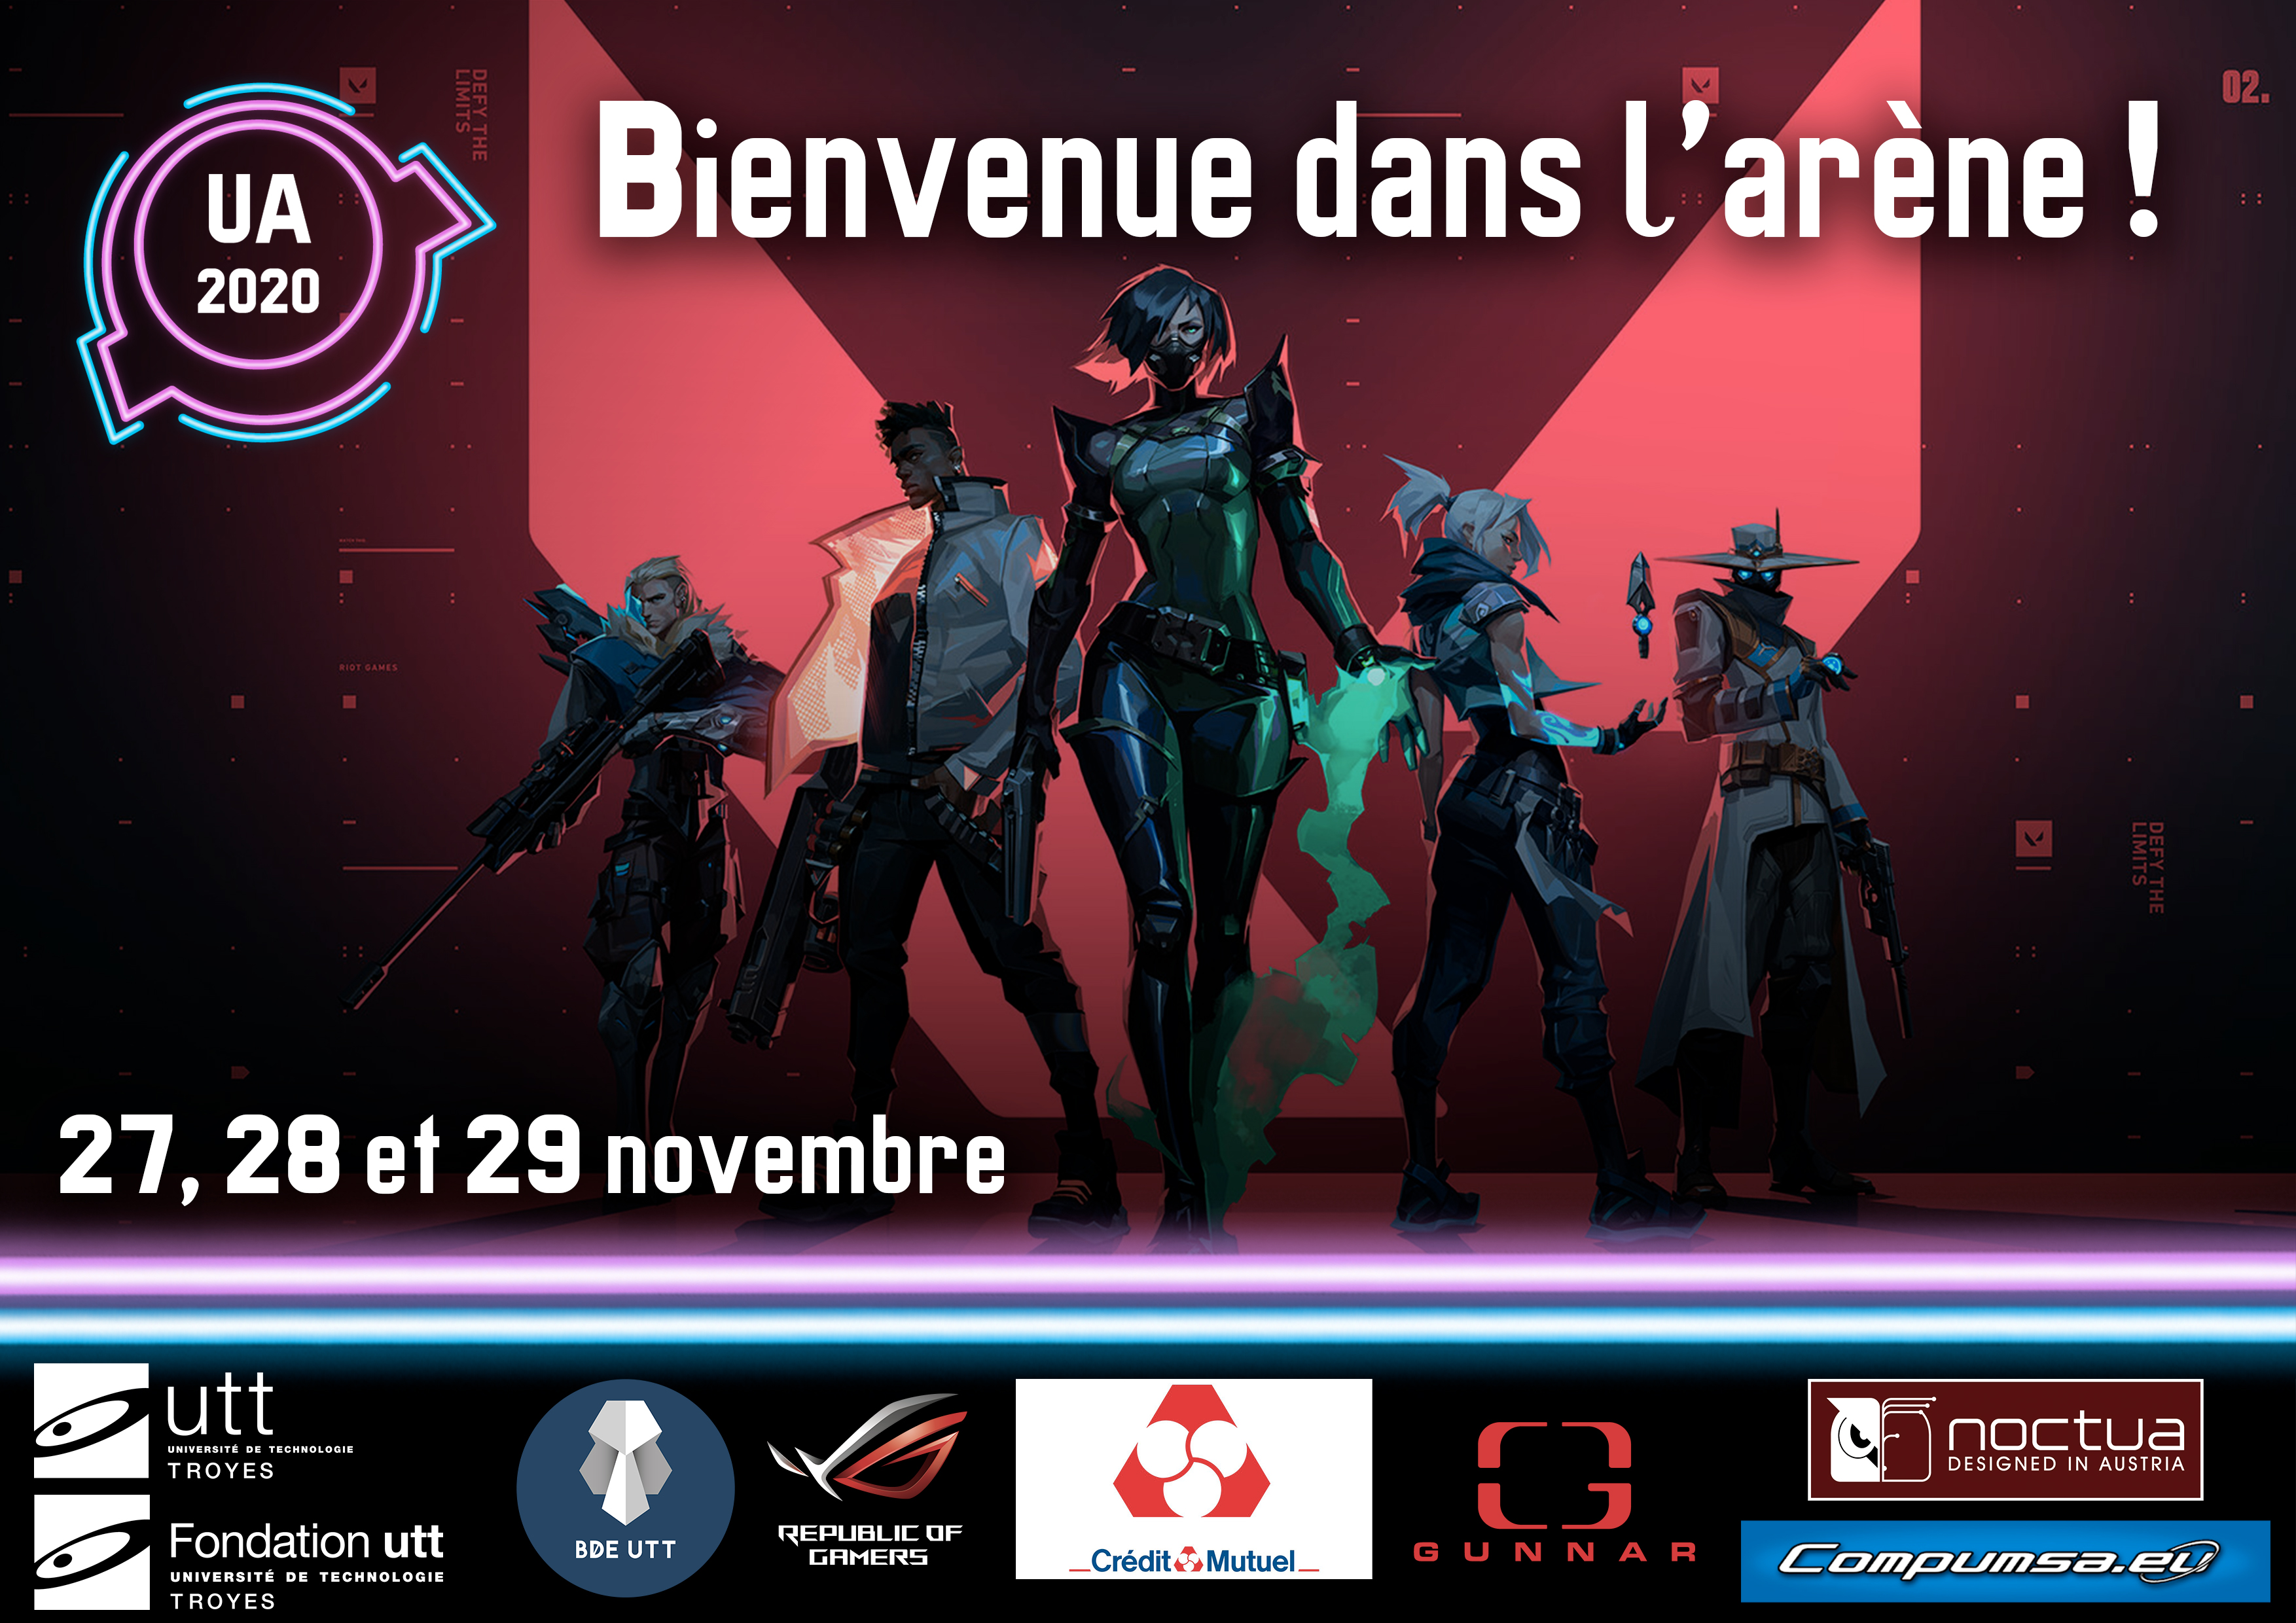 DEFY THE
LIMITS
02.
UA
2020
Bienvenue dans l'arène !
RIOT GAMES
DEFY THE
LIMITS
27, 28 et 29 novembre
utt
UNIVERSITÉ DE TECHNOLOGIE
TROYES
Fondation utt
UNIVERSITÉ DE TECHNOLOGIE
TROYES
BDE UTT
REPUBLIC OF
GAMERS
Crédit Mutuel
GUNNAR
noctua
DESIGNED IN AUSTRIA
Compumsa.eu